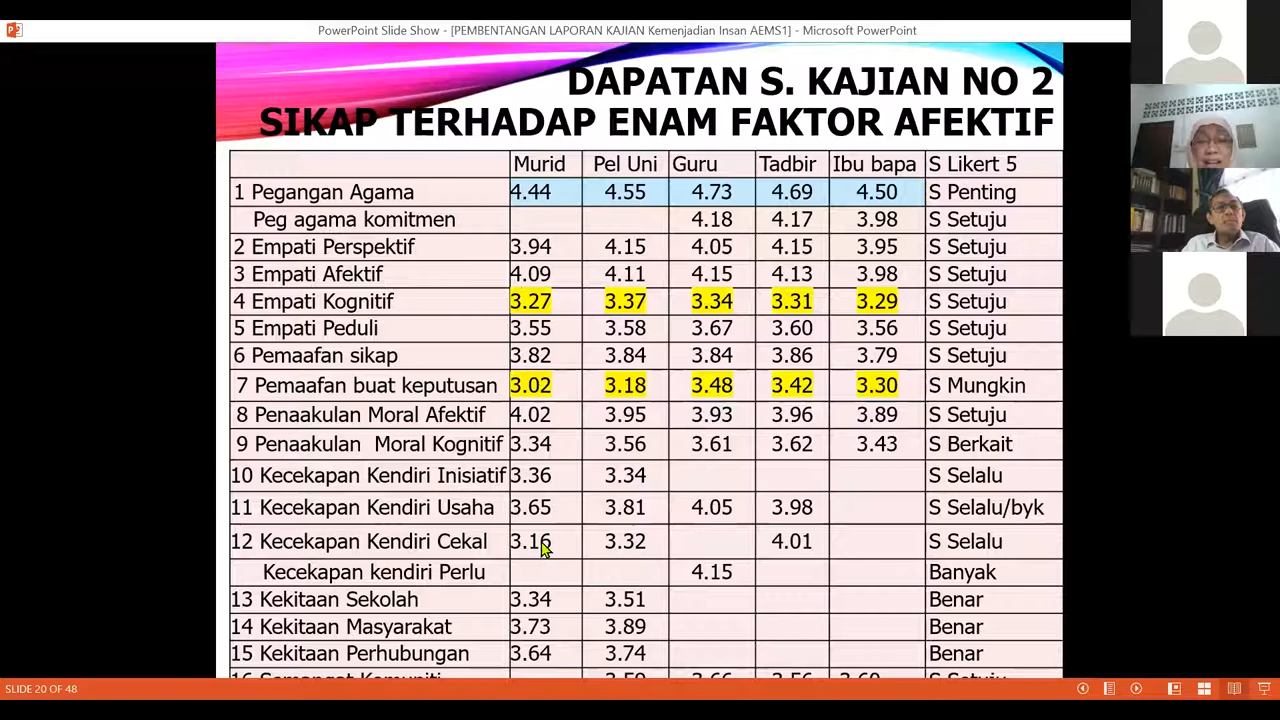 PowerPoint Slide Show - [PEMBENTANGAN LAPORAN KAJIAN Kemenjadian Insan AEMS1] - Microsoft PowerPoint
DAPATAN S. KAJIAN NO 2
SIKAP TERHADAP ENAM FAKTOR AFEKTIF
Murid Pel Uni Guru Tadbir Ibu bapa S Likert 5
1 Pegangan Agama 4.44 4.55 4.73 4.69 4.50 S Penting
Peg agama komitmen 4.18 4.17 3.98 S Setuju
2 Empati Perspektif 3.94 4.15 4.05 4.15 3.95 S Setuju
3 Empati Afektif 4.09 4.11 4.15 4.13 3.98 S Setuju
4 Empati Kognitif 3.27 3.37 3.34 3.31 3.29 S Setuju
5 Empati Peduli 3.55 3.58 3.67 3.60 3.56 S Setuju
6 Pemaafan sikap 3.82 3.84 3.84 3.86 3.79 S Setuju
7 Pemaafan buat keputusan 3.02 3.18 3.48 3.42 3.30 S Mungkin
8 Penaakulan Moral Afektif 4.02 3.95 3.93 3.96 3.89 S Setuju
9 Penaakulan Moral Kognitif 3.34 3.56 3.61 3.62 3.43 S Berkait
10 Kecekapan Kendiri Inisiatif 3.36 3.34 S Selalu
11 Kecekapan Kendiri Usaha 3.65 3.81 4.05 3.98 S Selalu/byk
12 Kecekapan Kendiri Cekal 3.16 3.32 4.01 S Selalu
Kecekapan kendiri Perlu 4.15 Banyak
13 Kekitaan Sekolah 3.34 3.51 Benar
14 Kekitaan Masyarakat 3.73 3.89 Benar
15 Kekitaan Perhubungan 3.64 3.74 Benar
SLIDE 20 OF 48